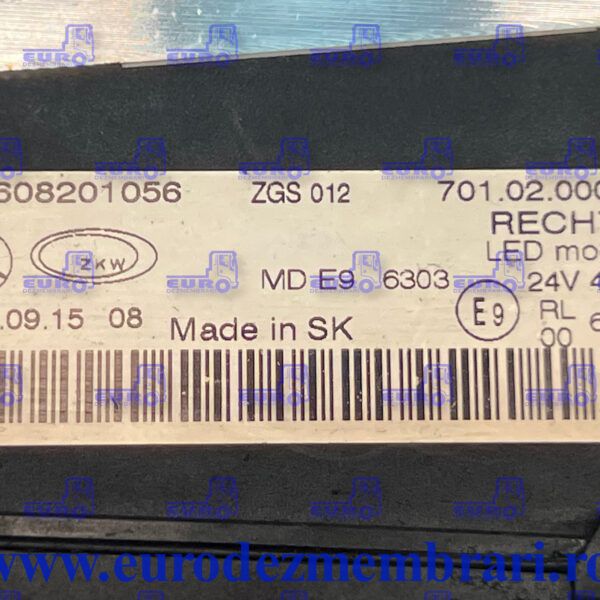 608201056 ZGS 012 701.02.000
RECHT
ZKW LED mo
MD E9 6303 24V 4
.09.15 08 Made in SK E9 RL 6
00
www.eurodezmembrari.ro